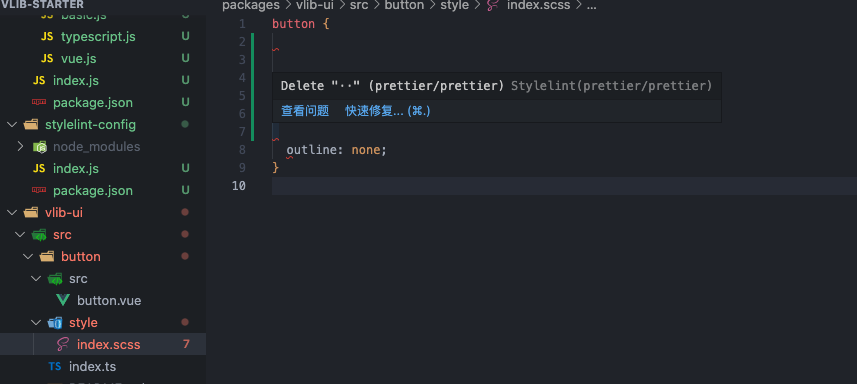 VLIB-STARTER
JS basic.js U
JS typescript.js U
JS vue.js U
JS index.js U
package.json U
stylelint-config
node_modules
JS index.js U
package.json U
vlib-ui
src
button
src
button.vue
style
index.scss 7
TS index.ts
packages > vlib-ui > src > button > style > index.scss > ...
1 button {
2
3
4
Delete "··" (prettier/prettier) Stylelint(prettier/prettier)
5
6
查看问题 快速修复... (⌘.)
7
8 outline: none;
9 }
10